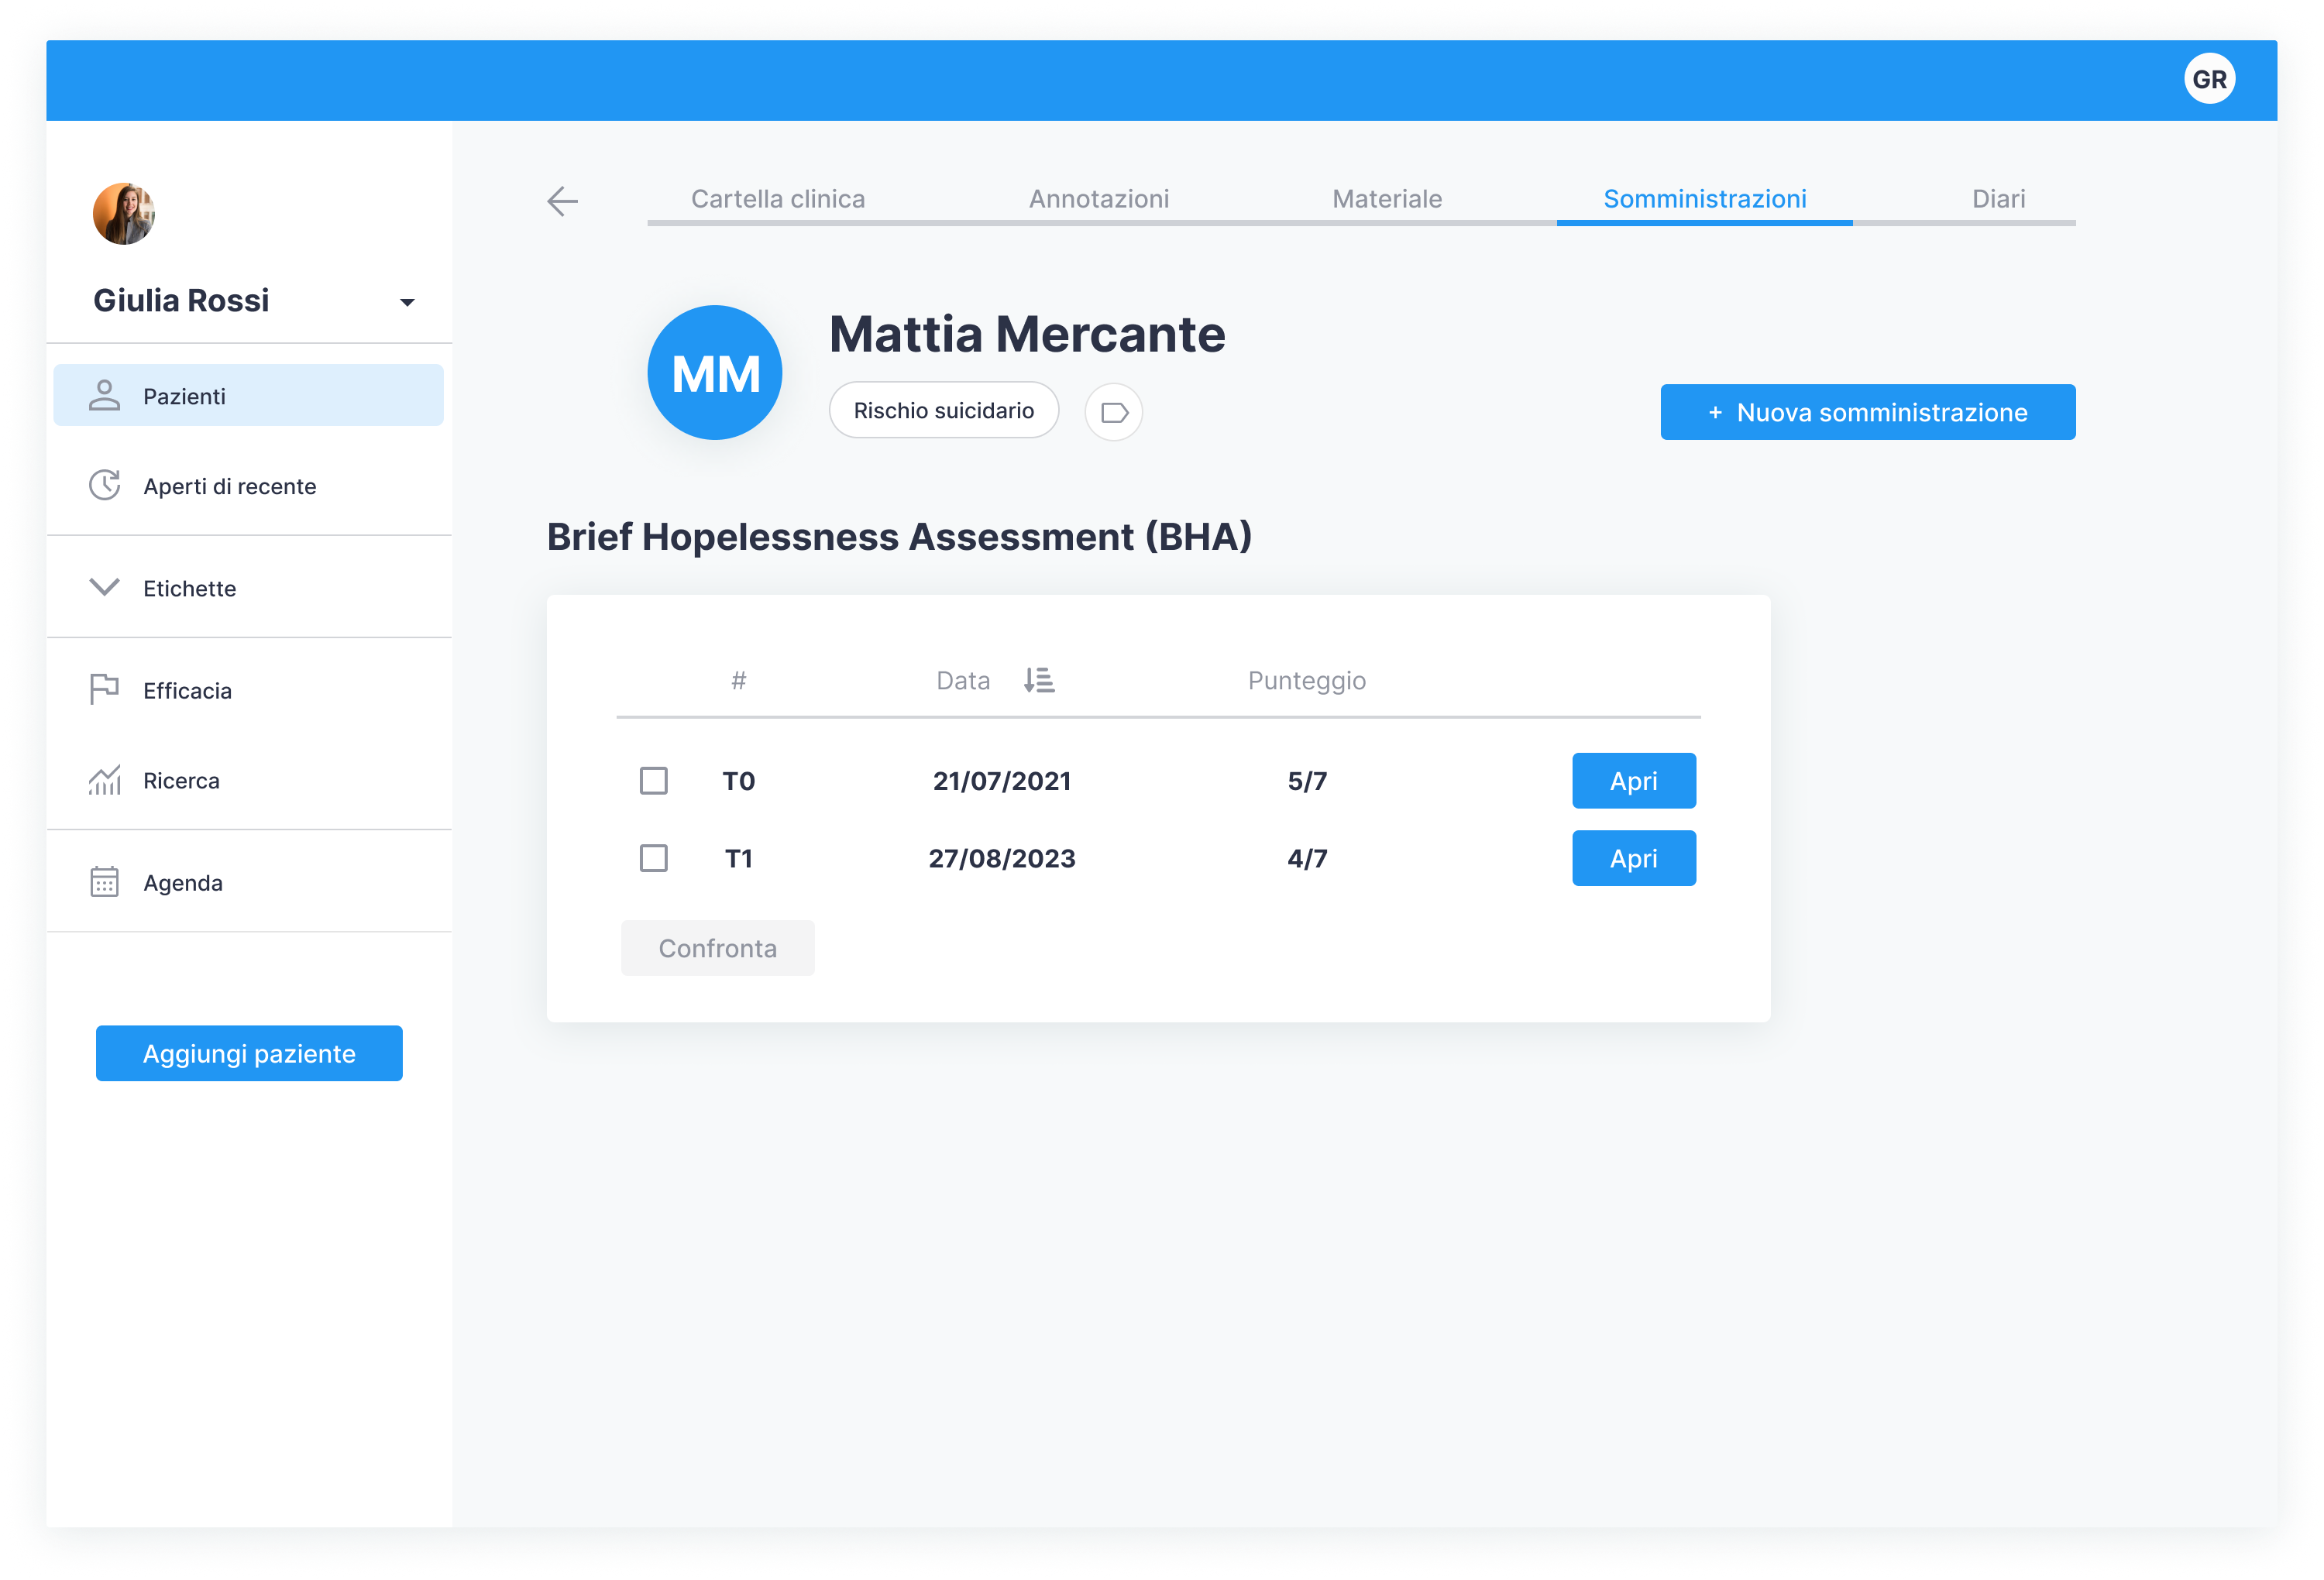 GR
Giulia Rossi
Pazienti
Aperti di recente
Etichette
Efficacia
Ricerca
Agenda
Aggiungi paziente
Cartella clinica Annotazioni Materiale Somministrazioni Diari
MM
Mattia Mercante
Rischio suicidario
+ Nuova somministrazione
Brief Hopelessness Assessment (BHA)
# Data Punteggio
T0 21/07/2021 5/7 Apri
T1 27/08/2023 4/7 Apri
Confronta